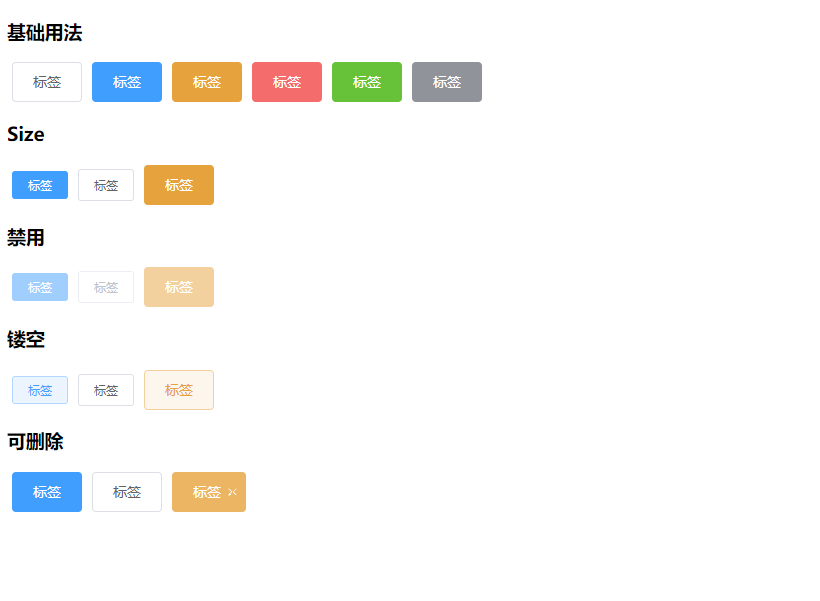 基础用法
标签 标签 标签 标签 标签 标签
Size
标签 标签 标签
禁用
标签 标签 标签
镂空
标签 标签 标签
可删除
标签 标签 标签 ×